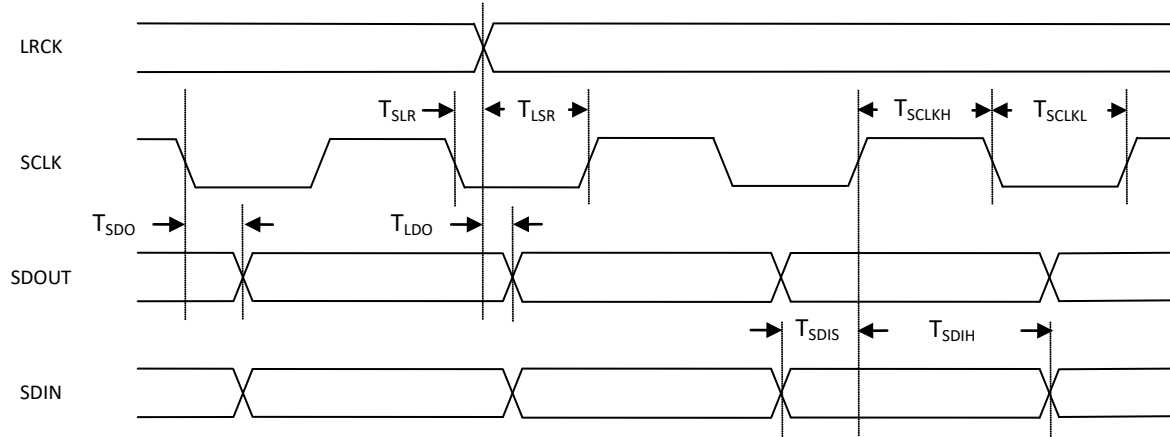 LRCK
T_SLR T_LSR T_SCLKH T_SCLKL
SCLK
T_SDO T_LDO
SDOUT
T_SDIS T_SDIH
SDIN